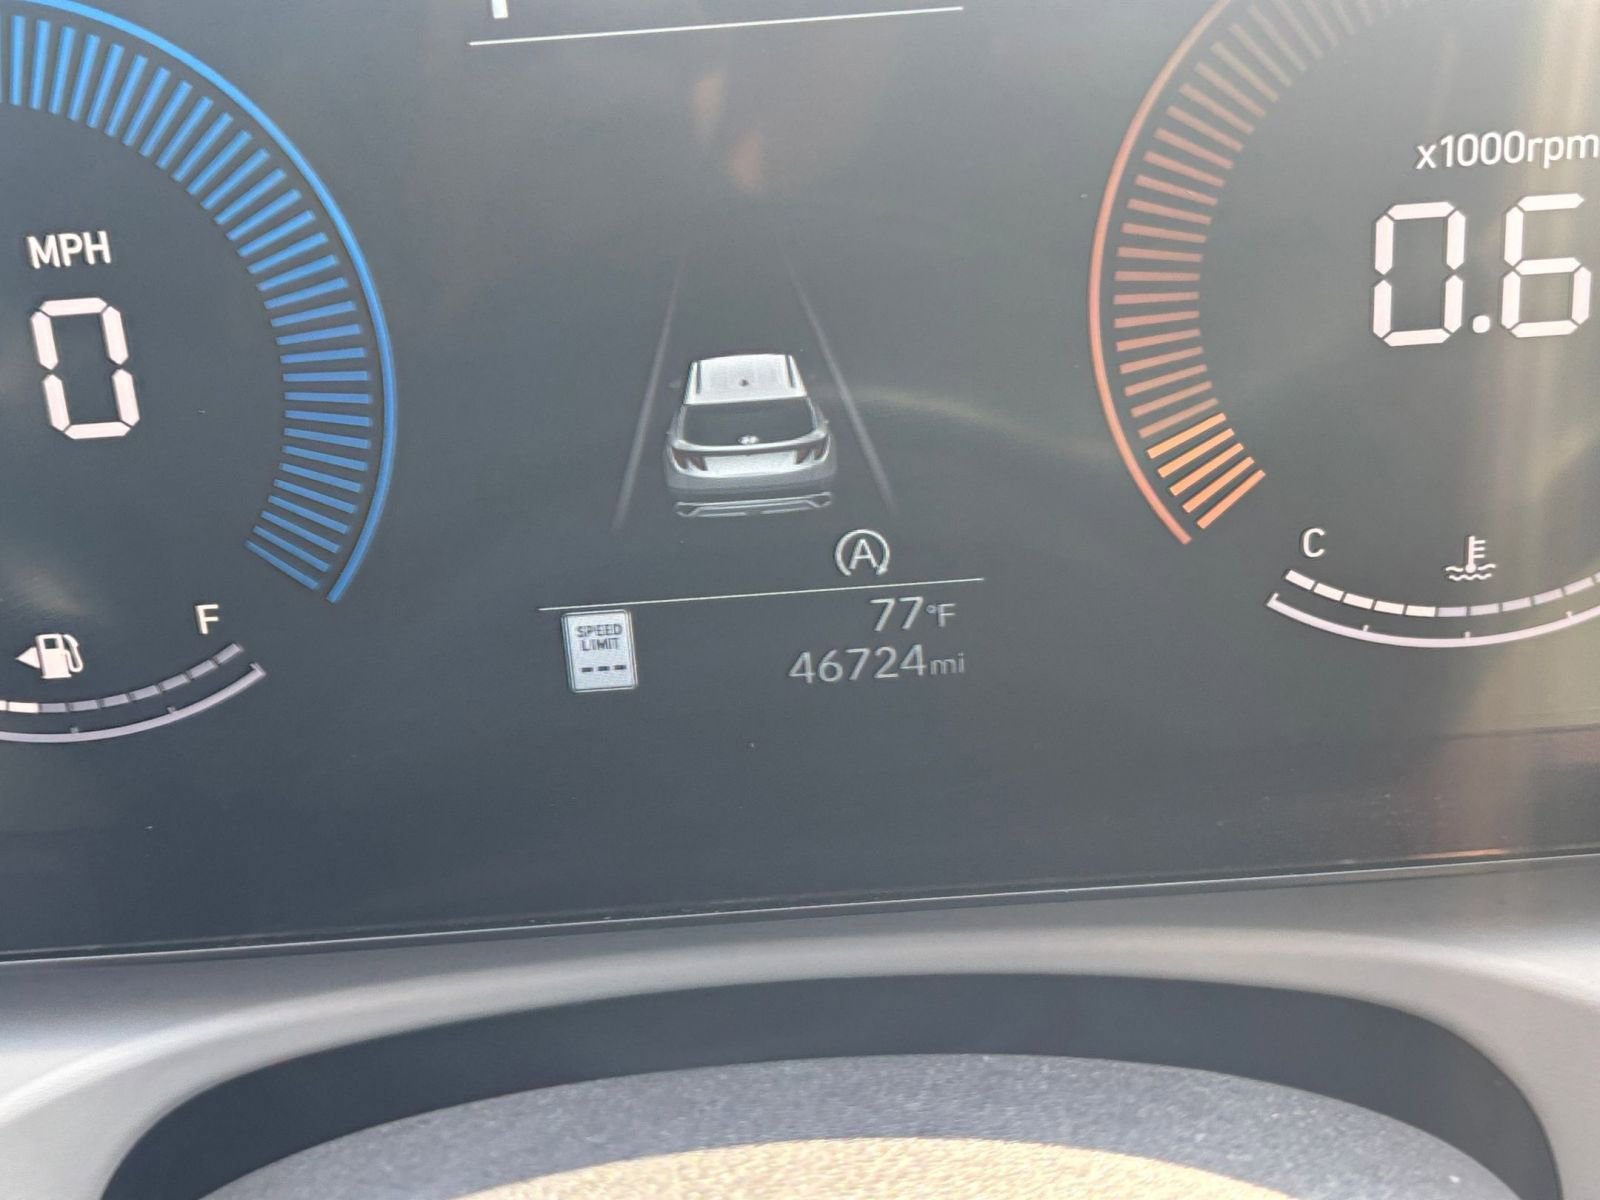 MPH
0
x1000rpm
0.6
A
F
C
SPEED
LIMIT
---
77°F
46724mi